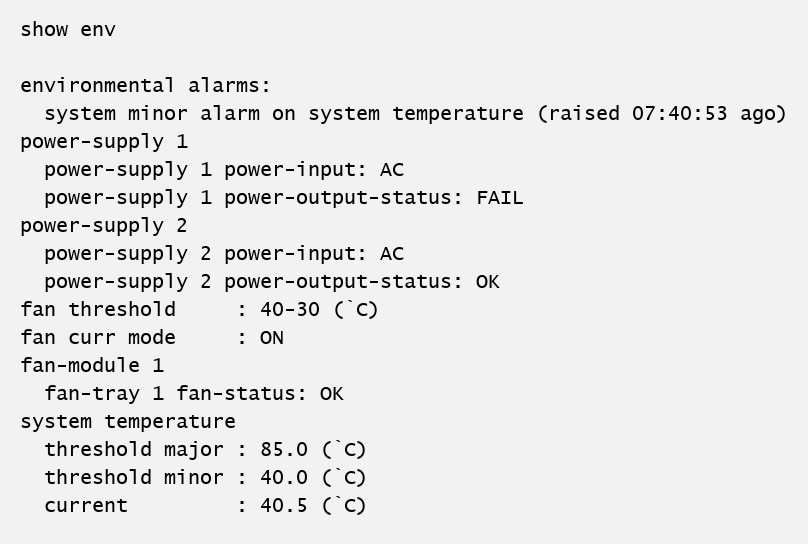 show env

environmental alarms:
  system minor alarm on system temperature (raised 07:40:53 ago)
power-supply 1
  power-supply 1 power-input: AC
  power-supply 1 power-output-status: FAIL
power-supply 2
  power-supply 2 power-input: AC
  power-supply 2 power-output-status: OK
fan threshold     : 40-30 (`C)
fan curr mode     : ON
fan-module 1
  fan-tray 1 fan-status: OK
system temperature
  threshold major : 85.0 (`C)
  threshold minor : 40.0 (`C)
  current         : 40.5 (`C)